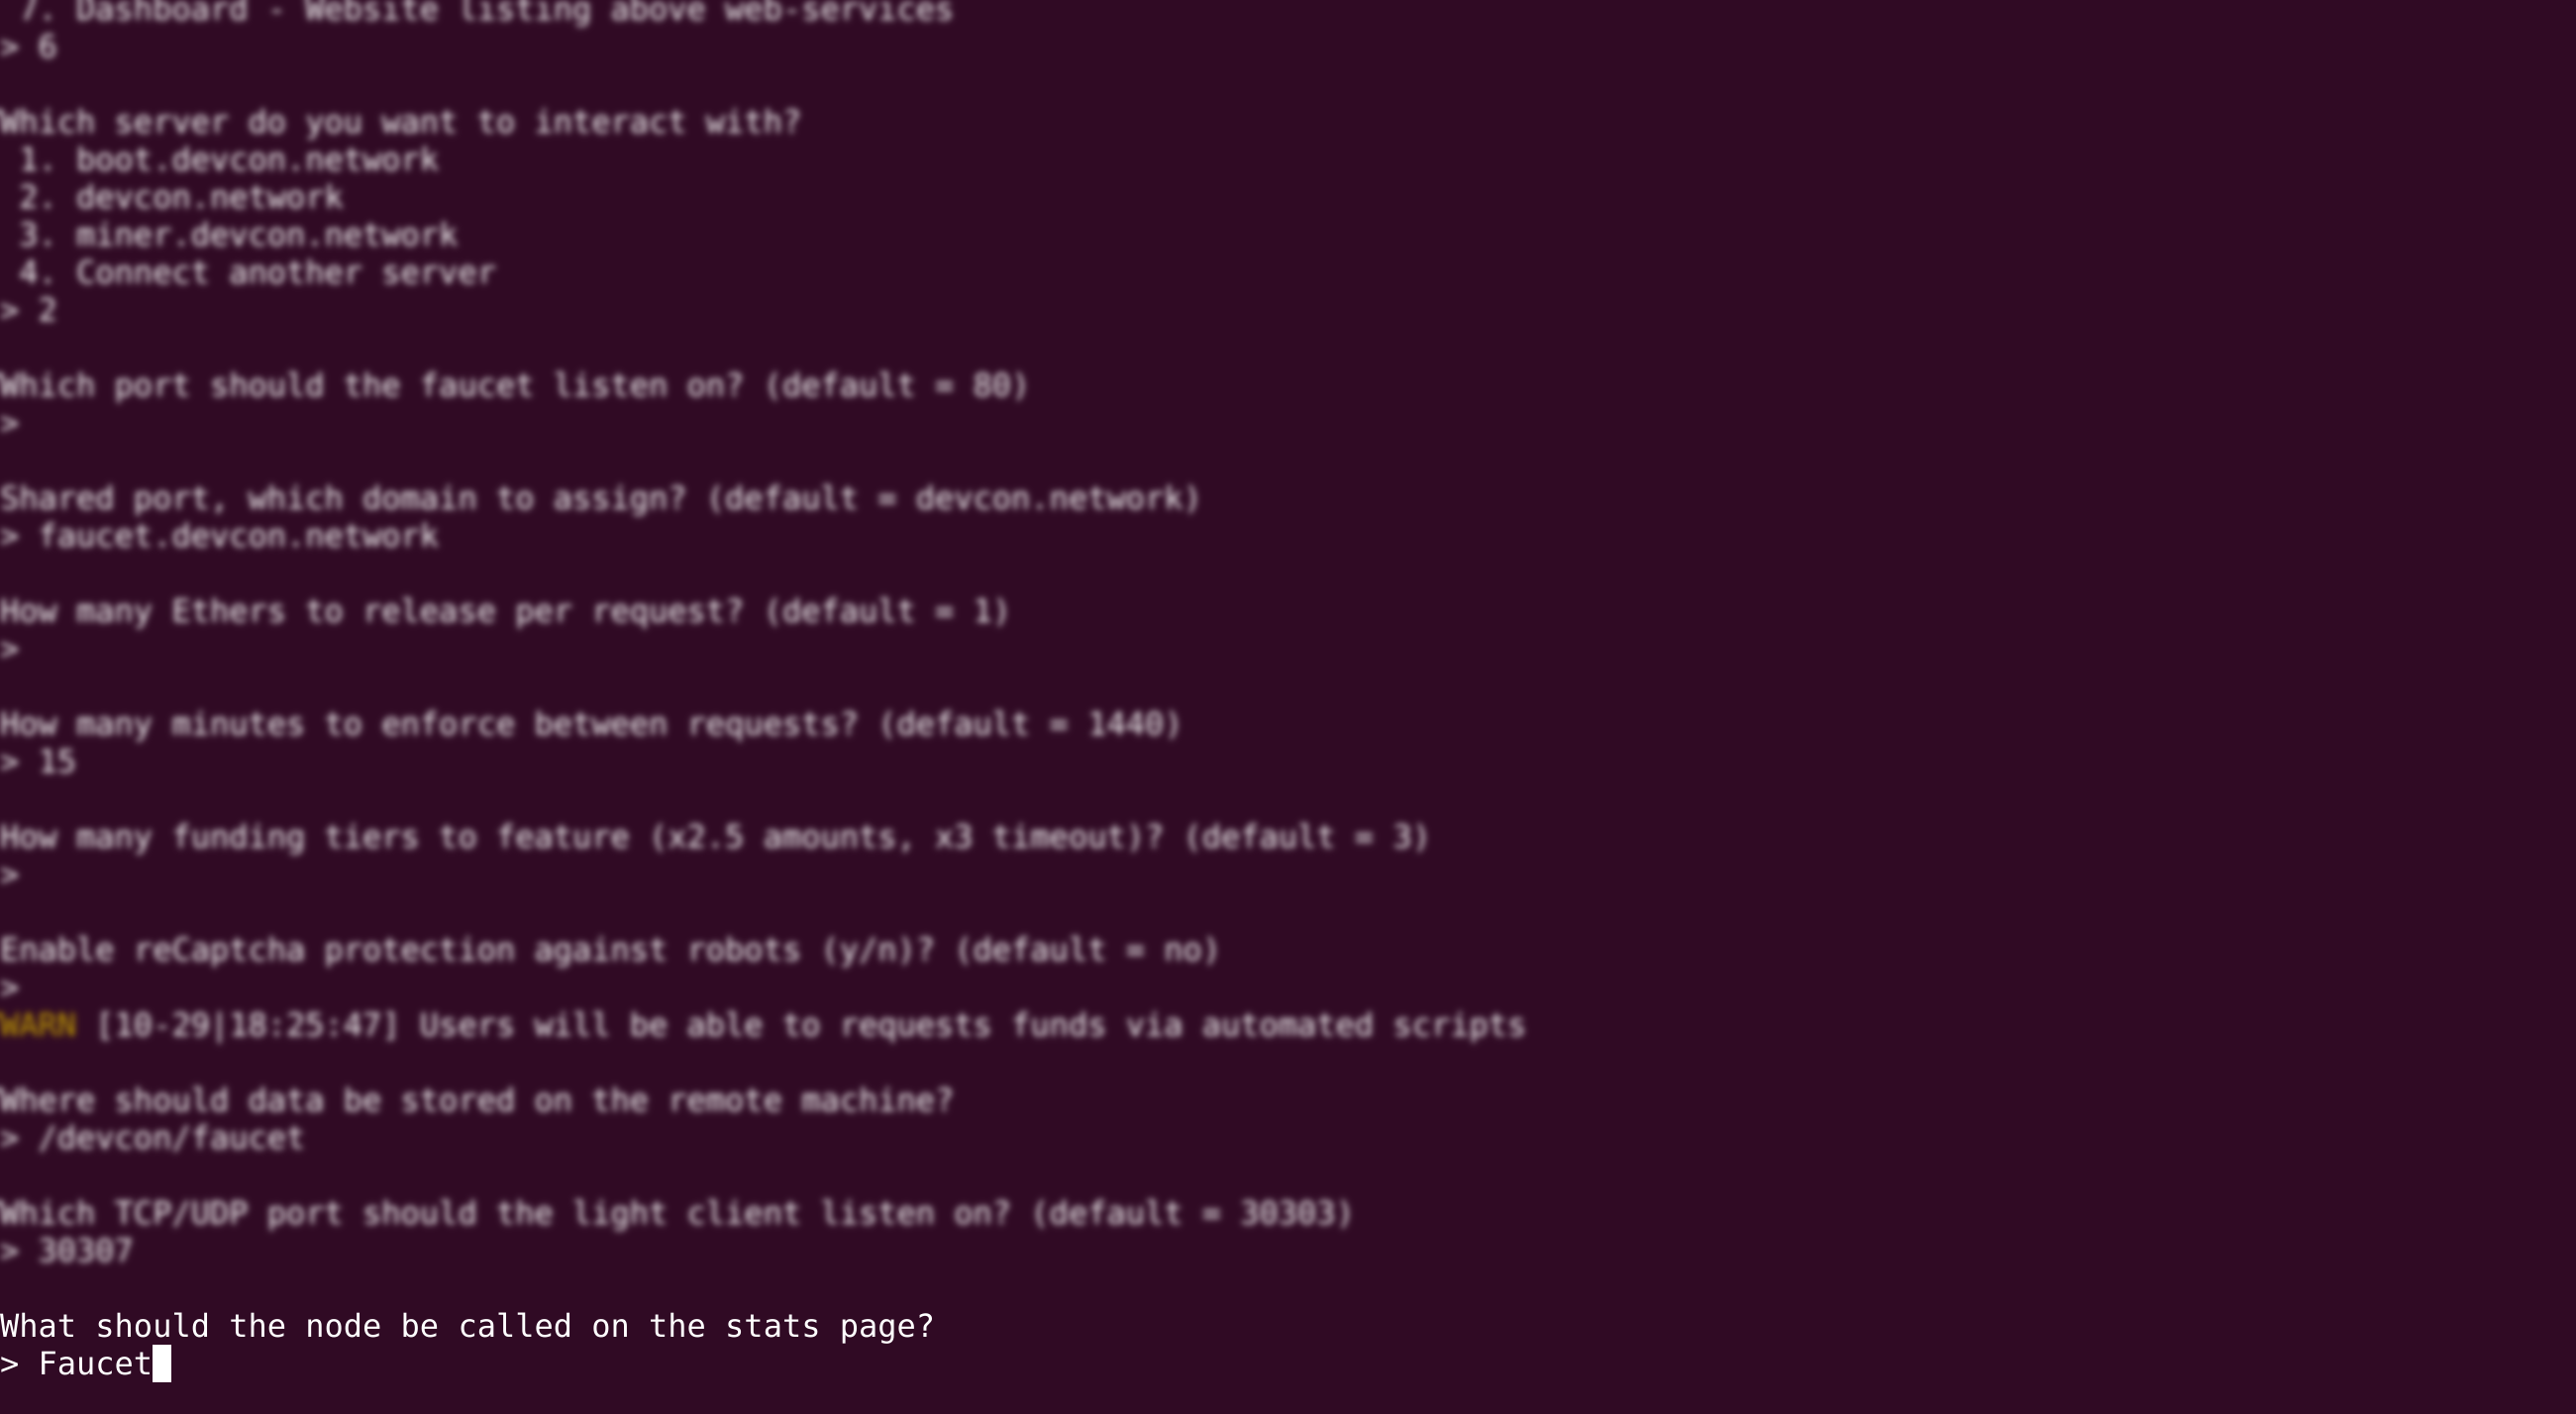 7. Dashboard - Website listing above web-services
> 6
Which server do you want to interact with?
1. boot.devcon.network
2. devcon.network
3. miner.devcon.network
4. Connect another server
> 2
Which port should the faucet listen on? (default = 80)
>
Shared port, which domain to assign? (default = devcon.network)
> faucet.devcon.network
How many Ethers to release per request? (default = 1)
>
How many minutes to enforce between requests? (default = 1440)
> 15
How many funding tiers to feature (x2.5 amounts, x3 timeout)? (default = 3)
>
Enable reCaptcha protection against robots (y/n)? (default = no)
>
WARN [10-29|18:25:47] Users will be able to requests funds via automated scripts
Where should data be stored on the remote machine?
> /devcon/faucet
Which TCP/UDP port should the light client listen on? (default = 30303)
> 30307
What should the node be called on the stats page?
> Faucet